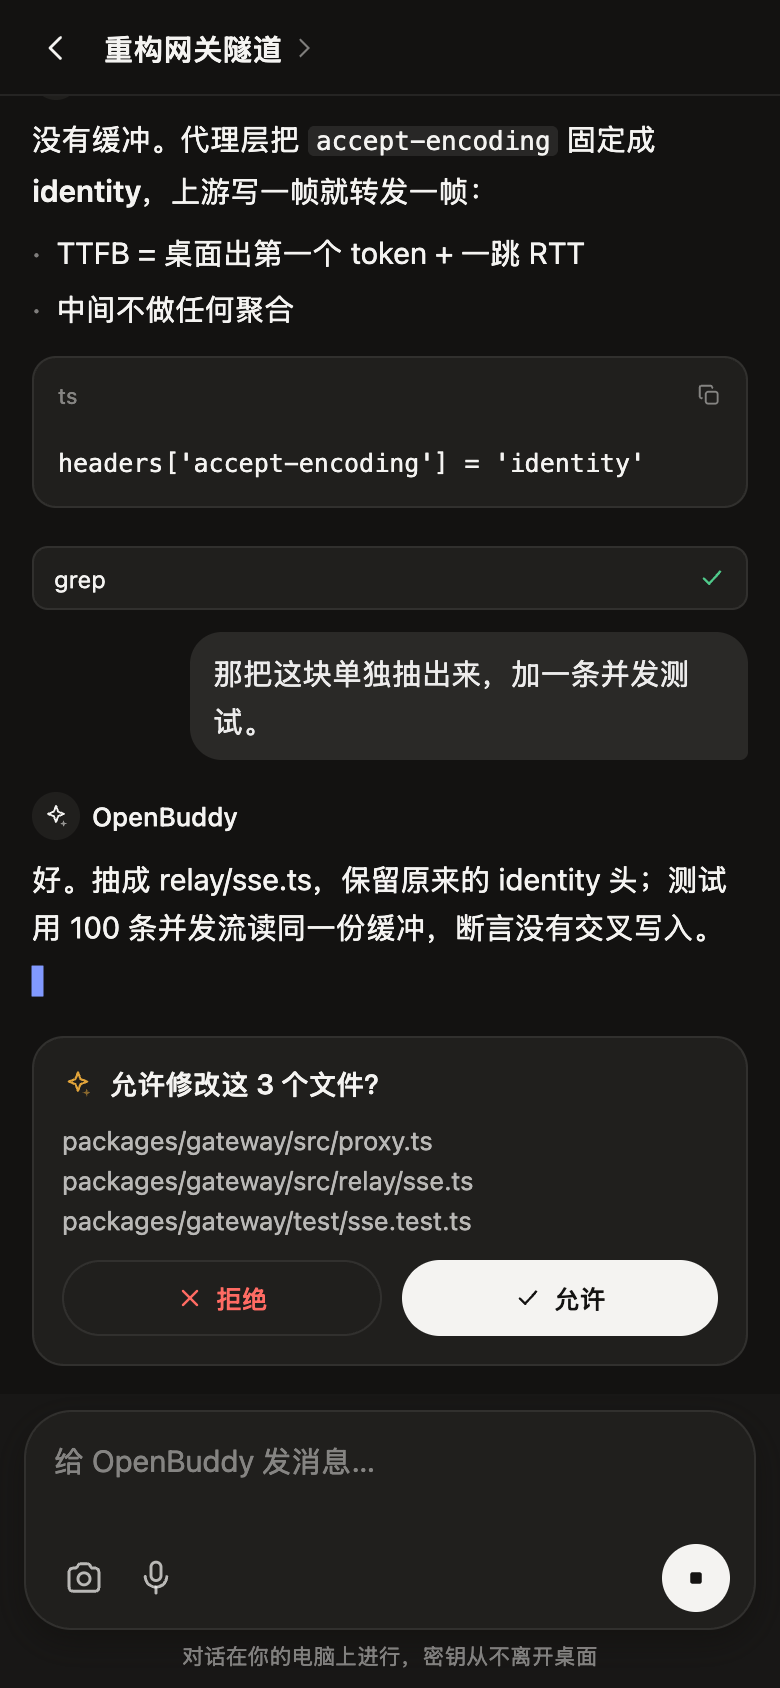 重构网关隧道
没有缓冲。代理层把 accept-encoding 固定成
identity，上游写一帧就转发一帧：
· TTFB = 桌面出第一个 token + 一跳 RTT
· 中间不做任何聚合
ts
headers['accept-encoding'] = 'identity'
grep
那把这块单独抽出来，加一条并发测
试。
OpenBuddy
好。抽成 relay/sse.ts，保留原来的 identity 头；测试
用 100 条并发流读同一份缓冲，断言没有交叉写入。
允许修改这 3 个文件?
packages/gateway/src/proxy.ts
packages/gateway/src/relay/sse.ts
packages/gateway/test/sse.test.ts
拒绝
允许
给 OpenBuddy 发消息...
对话在你的电脑上进行，密钥从不离开桌面